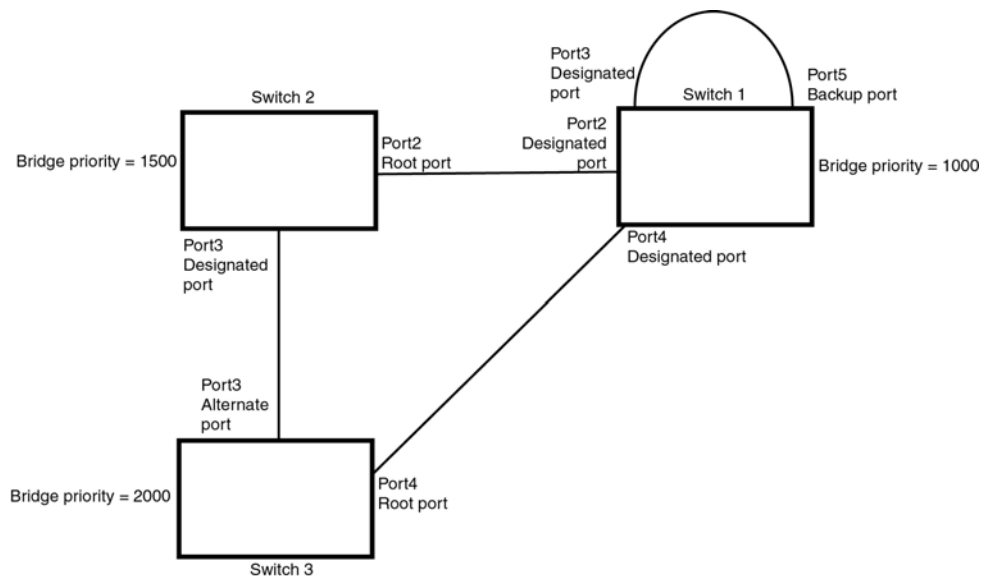 Port3
Designated
port
Switch 1
Port5
Backup port
Switch 2
Port2
Designated
port
Bridge priority = 1500
Port2
Root port
Bridge priority = 1000
Port3
Designated
port
Port4
Designated port
Port3
Alternate
port
Bridge priority = 2000
Port4
Root port
Switch 3